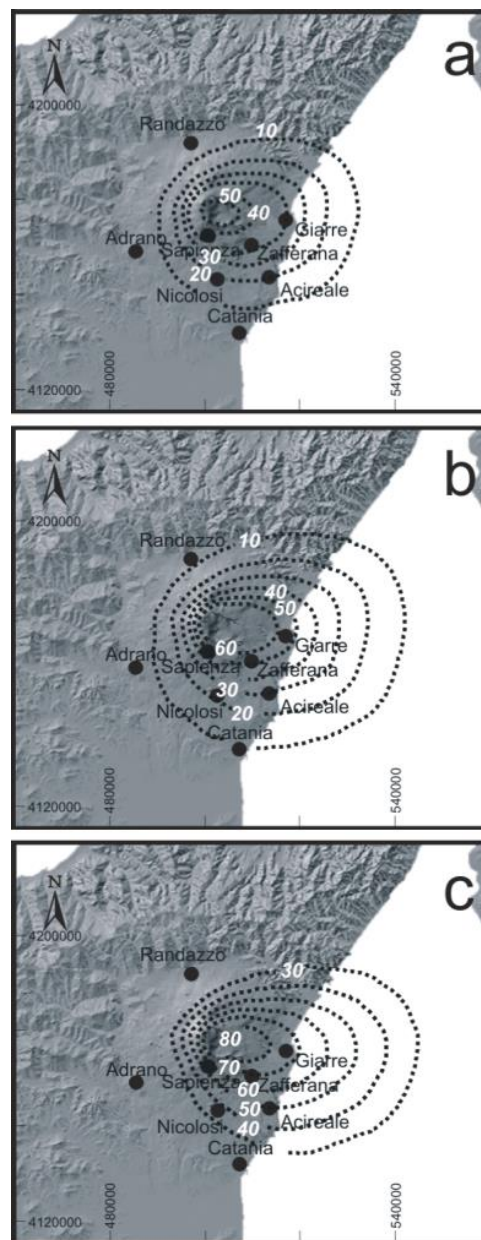 a
N
4200000
Randazzo
10
50
40
Giarre
Adrano
Sapienza
Zafferana
30
20
Nicolosi
Acireale
Catania
4120000
480000
540000
b
N
4200000
Randazzo
10
40
50
60
Giarre
Adrano
Sapienza
Zafferana
30
Nicolosi
20
Acireale
Catania
4120000
480000
540000
c
N
4200000
Randazzo
30
80
Giarre
70
Adrano
Sapienza
Zafferana
60
50
Nicolosi
Acireale
40
Catania
4120000
480000
540000